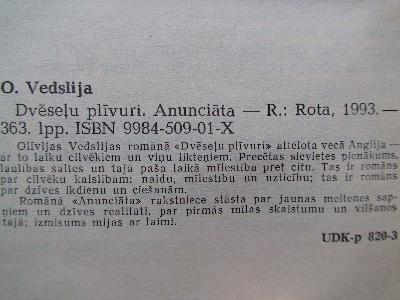 O. Vedslija
Dvēseļu plīvuri. Anunciāta — R.: Rota, 1993.—
363. lpp. ISBN 9984-509-01-X
Olīvijas Vedslijas romānā «Dvēseļu plīvuri» attēlota vecā Anglija —
ar to laiku cilvēkiem un viņu likteņiem. Precētas sievietes pienākums,
laulības saites un tajā pašā laikā mīlestība pret citu. Tas ir romāns
par cilvēku kaislībām: naidu, mīlestību un uzticību; tas ir romāns
par dzīves ikdienu un ciešanām.
Romānā «Anunciāta» rakstniece stāsta par jaunas meitenes sap-
ņiem un dzīves realitāti, par pirmās mīlas skaistumu un vilšanos
tajā; izmisums mijas ar laimi.
UDK-p 820-3